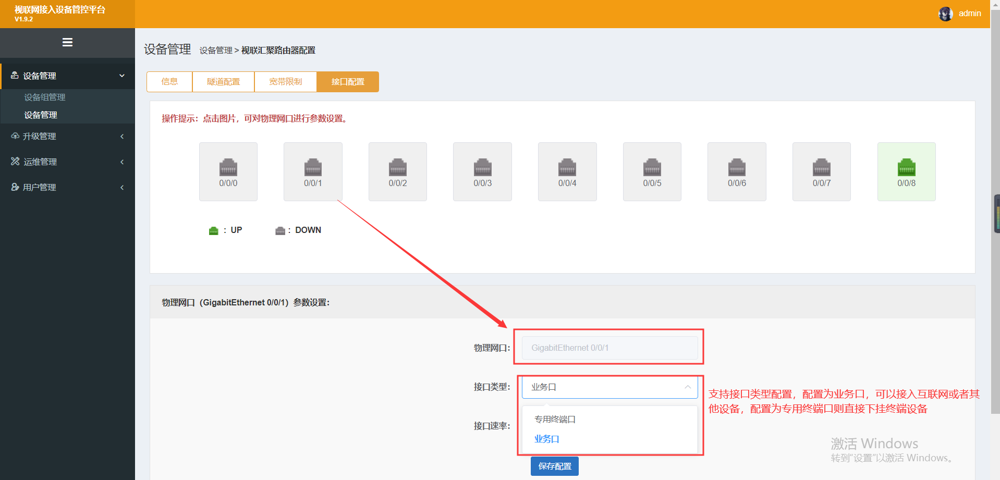 视联网接入设备管控平台
V1.9.2
admin
设备管理
设备组管理
设备管理
升级管理
运维管理
用户管理
设备管理 设备管理 > 视联汇聚路由器配置
信息 隧道配置 宽带限制 接口配置
操作提示：点击图片，可对物理网口进行参数设置。
0/0/0 0/0/1 0/0/2 0/0/3 0/0/4 0/0/5 0/0/6 0/0/7 0/0/8
： UP ： DOWN
物理网口（GigabitEthernet 0/0/1）参数设置：
物理网口： GigabitEthernet 0/0/1
接口类型： 业务口
支持接口类型配置，配置为业务口，可以接入互联网或者其
他设备，配置为专用终端口则直接下挂终端设备
专用终端口
接口速率：
业务口
保存配置
激活 Windows
转到“设置”以激活 Windows。